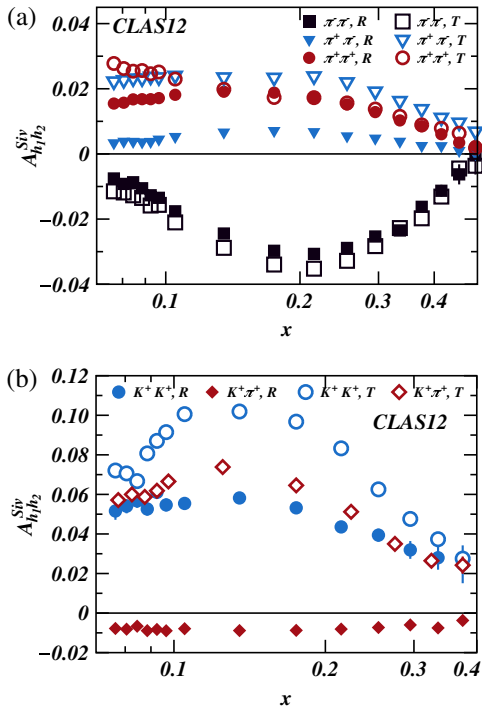 (a)
CLAS12
π⁻π⁻, R
π⁻π⁻, T
π⁺π⁻, R
π⁺π⁻, T
π⁺π⁺, R
π⁺π⁺, T
0.04
0.02
0
−0.02
−0.04
A^{Siv}_{h₁h₂}
0.1 0.2 0.3 0.4
x
(b)
0.12
K⁺K⁺, R
K⁺π⁺, R
K⁺K⁺, T
K⁺π⁺, T
CLAS12
0.10
0.08
0.06
0.04
0.02
0
−0.02
A^{Siv}_{h₁h₂}
0.1 0.2 0.3 0.4
x